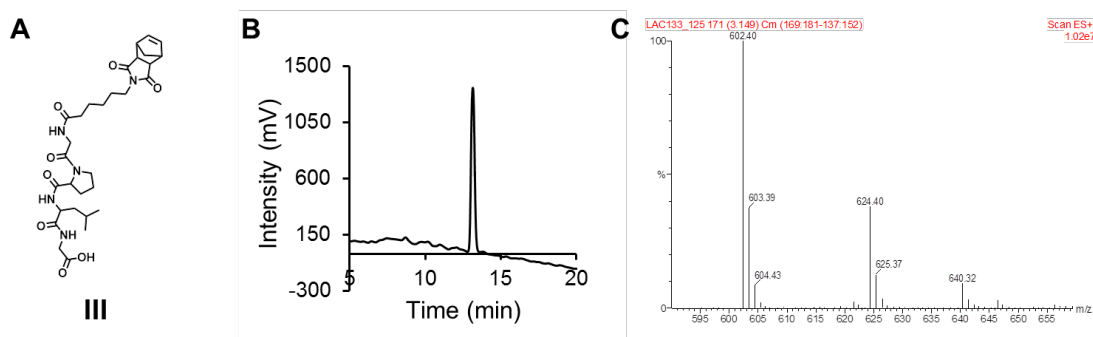 A
O
N
O
O
HN
O
N
O
HN
O
NH
O
OH
III
B
Intensity (mV)
1500
1050
600
150
-300
5
10
15
20
Time (min)
C
LAC133_125 171 (3.149) Cm (169:181-137:152)
Scan ES+
1.02e7
100
%
0
602.40
603.39
604.43
624.40
625.37
640.32
595 600 605 610 615 620 625 630 635 640 645 650 655
m/z